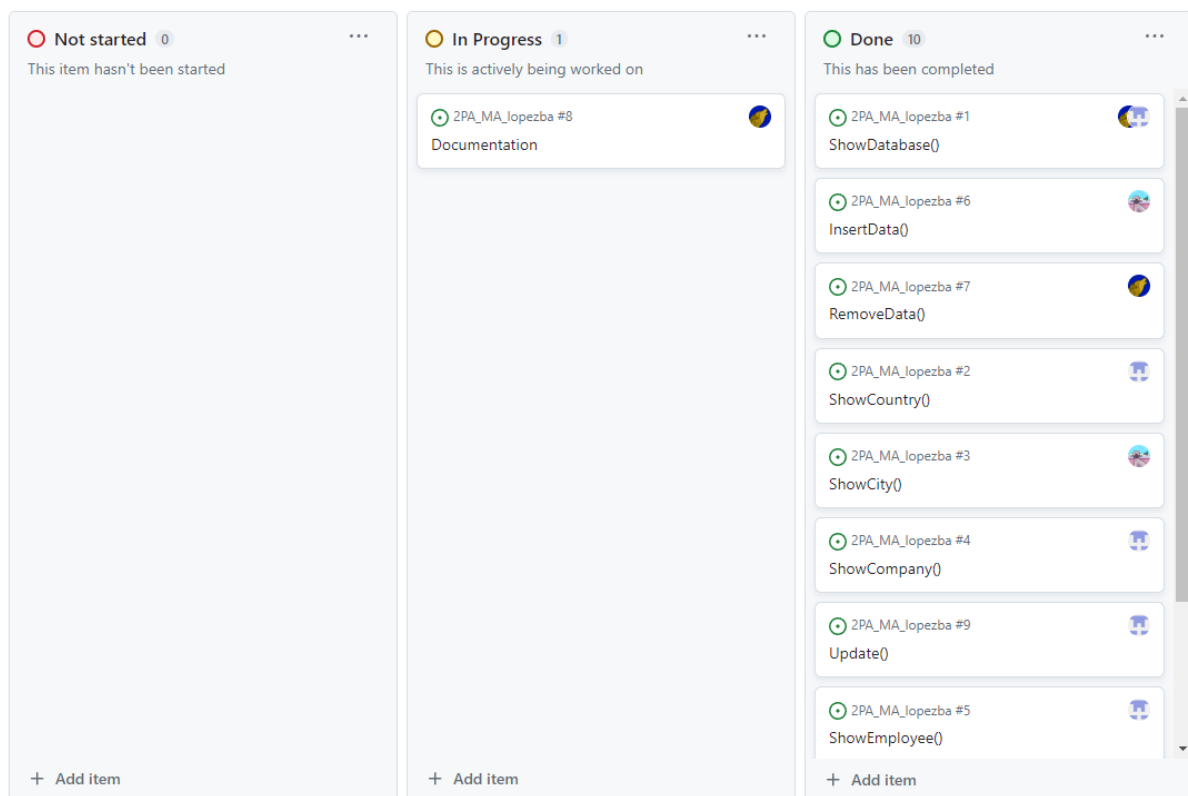 Not started 0
This item hasn't been started
Add item
In Progress 1
This is actively being worked on
2PA_MA_lopezba #8
Documentation
Add item
Done 10
This has been completed
2PA_MA_lopezba #1
ShowDatabase()
2PA_MA_lopezba #6
InsertData()
2PA_MA_lopezba #7
RemoveData()
2PA_MA_lopezba #2
ShowCountry()
2PA_MA_lopezba #3
ShowCity()
2PA_MA_lopezba #4
ShowCompany()
2PA_MA_lopezba #9
Update()
2PA_MA_lopezba #5
ShowEmployee()
Add item